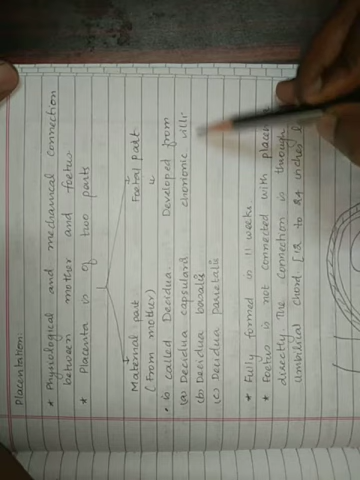 Placentation:
* Physiological and mechanical connection
between mother and foetus
* Placenta is of two parts
Maternal part Foetal part
(From mother)
is called Decidua. Developed from
(a) Decidua capsularis chorionic villi
(b) Decidua basalis
(c) Decidua parietalis
* Fully formed in 11 weeks
* Foetus is not connected with
directly The connection is through
umbilical chord [12 to 24 inches